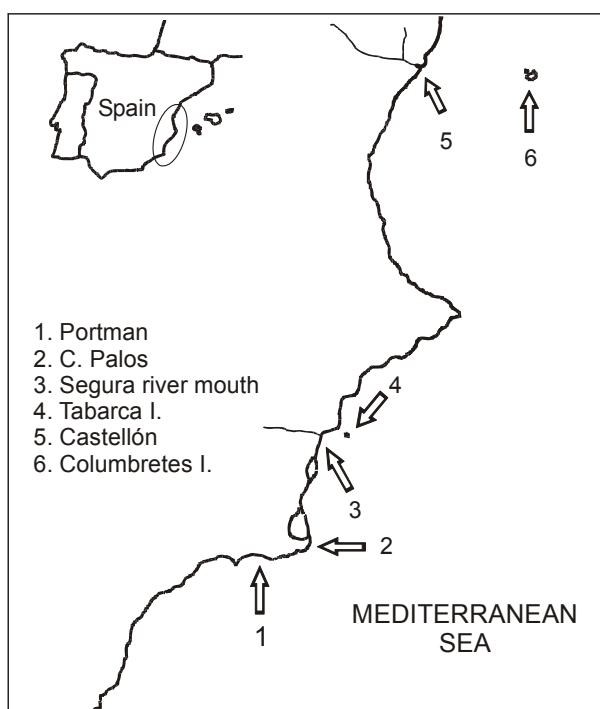 Spain
5
6
1. Portman
2. C. Palos
3. Segura river mouth
4. Tabarca I.
5. Castellón
6. Columbretes I.
4
3
2
1
MEDITERRANEAN
SEA